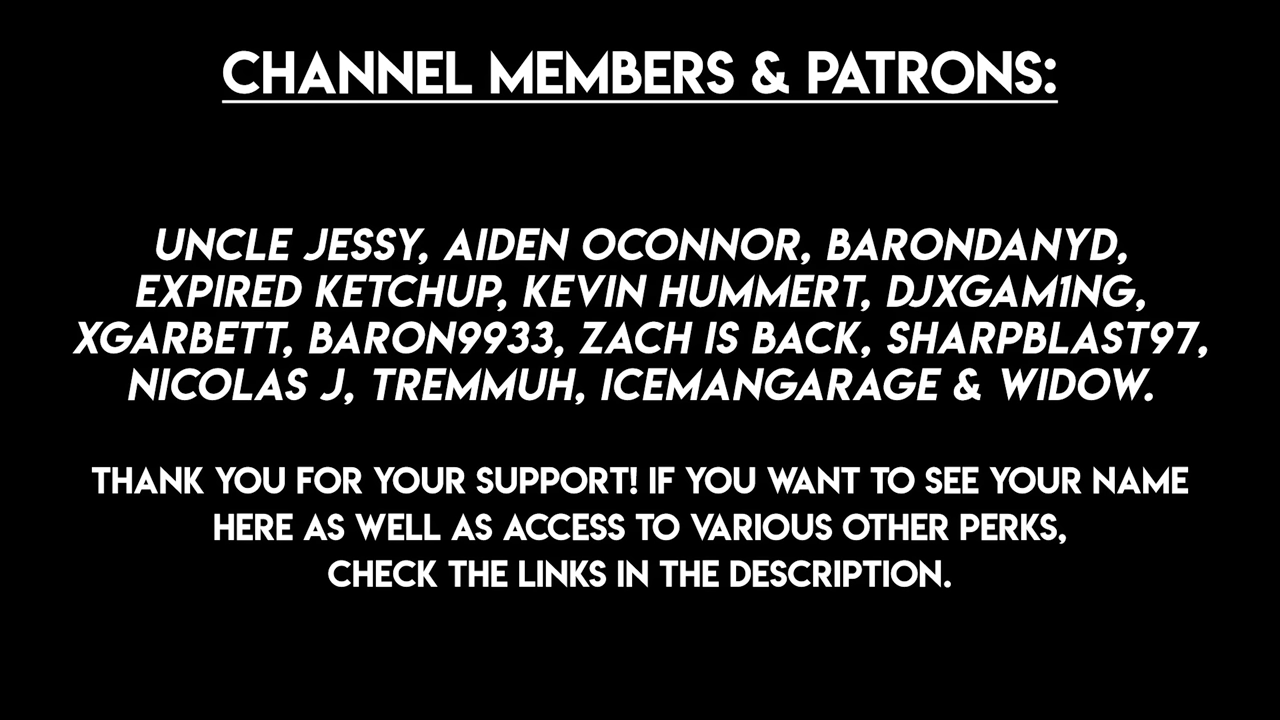 CHANNEL MEMBERS & PATRONS:
UNCLE JESSY, AIDEN OCONNOR, BARONDANYD,
EXPIRED KETCHUP, KEVIN HUMMERT, DJXGAM1NG,
XGARBETT, BARON9933, ZACH IS BACK, SHARPBLAST97,
NICOLAS J, TREMMUH, ICEMANGARAGE & WIDOW.
THANK YOU FOR YOUR SUPPORT! IF YOU WANT TO SEE YOUR NAME
HERE AS WELL AS ACCESS TO VARIOUS OTHER PERKS,
CHECK THE LINKS IN THE DESCRIPTION.